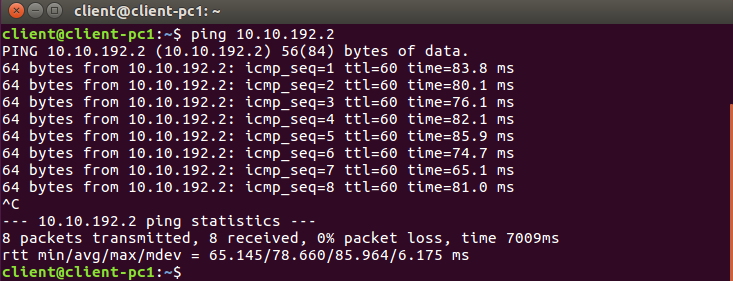 client@client-pc1: ~
client@client-pc1:~$ ping 10.10.192.2
PING 10.10.192.2 (10.10.192.2) 56(84) bytes of data.
64 bytes from 10.10.192.2: icmp_seq=1 ttl=60 time=83.8 ms
64 bytes from 10.10.192.2: icmp_seq=2 ttl=60 time=80.1 ms
64 bytes from 10.10.192.2: icmp_seq=3 ttl=60 time=76.1 ms
64 bytes from 10.10.192.2: icmp_seq=4 ttl=60 time=82.1 ms
64 bytes from 10.10.192.2: icmp_seq=5 ttl=60 time=85.9 ms
64 bytes from 10.10.192.2: icmp_seq=6 ttl=60 time=74.7 ms
64 bytes from 10.10.192.2: icmp_seq=7 ttl=60 time=65.1 ms
64 bytes from 10.10.192.2: icmp_seq=8 ttl=60 time=81.0 ms
^C
--- 10.10.192.2 ping statistics ---
8 packets transmitted, 8 received, 0% packet loss, time 7009ms
rtt min/avg/max/mdev = 65.145/78.660/85.964/6.175 ms
client@client-pc1:~$